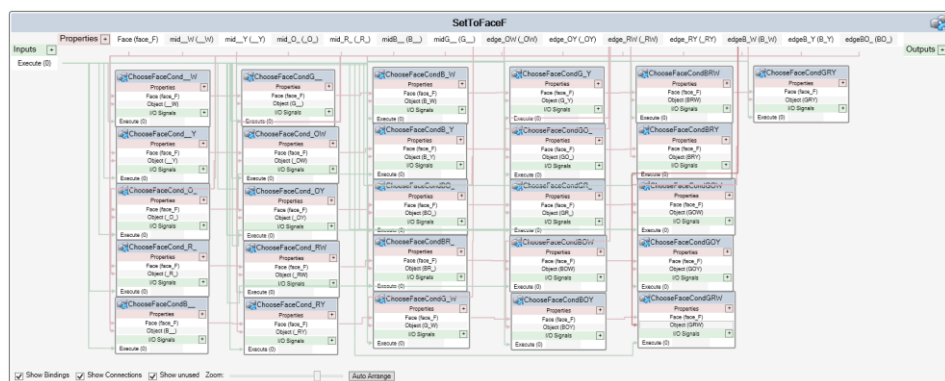 SetToFaceF
Properties + Face (face_F) mid__W (__W) mid__Y (__Y) mid_O_ (_O_) mid_R_ (_R_) midB__ (B__) midG__ (G__) edge_OW (_OW) edge_OY (_OY) edge_RW (_RW) edge_RY (_RY) edgeB_W (B_W) edgeB_Y (B_Y) edgeBO_ (BO_)
Inputs +
Outputs +
Execute (0)
ChooseFaceCond__W
Properties
Face (face_F)
Object (__W)
I/O Signals
Execute (0)
ChooseFaceCond__Y
Properties
Face (face_F)
Object (__Y)
I/O Signals
Execute (0)
ChooseFaceCond_O_
Properties
Face (face_F)
Object (_O_)
I/O Signals
Execute (0)
ChooseFaceCond_R_
Properties
Face (face_F)
Object (_R_)
I/O Signals
Execute (0)
ChooseFaceCondB__
Properties
Face (face_F)
Object (B__)
I/O Signals
Execute (0)
ChooseFaceCondG__
Properties
Face (face_F)
Object (G__)
I/O Signals
Execute (0)
ChooseFaceCond_OW
Properties
Face (face_F)
Object (_OW)
I/O Signals
Execute (0)
ChooseFaceCond_OY
Properties
Face (face_F)
Object (_OY)
I/O Signals
Execute (0)
ChooseFaceCond_RW
Properties
Face (face_F)
Object (_RW)
I/O Signals
Execute (0)
ChooseFaceCond_RY
Properties
Face (face_F)
Object (_RY)
I/O Signals
Execute (0)
ChooseFaceCondB_W
Properties
Face (face_F)
Object (B_W)
I/O Signals
Execute (0)
ChooseFaceCondB_Y
Properties
Face (face_F)
Object (B_Y)
I/O Signals
Execute (0)
ChooseFaceCondBO_
Properties
Face (face_F)
Object (BO_)
I/O Signals
Execute (0)
ChooseFaceCondBR_
Properties
Face (face_F)
Object (BR_)
I/O Signals
Execute (0)
ChooseFaceCondG_W
Properties
Face (face_F)
Object (G_W)
I/O Signals
Execute (0)
ChooseFaceCondG_Y
Properties
Face (face_F)
Object (G_Y)
I/O Signals
Execute (0)
ChooseFaceCondGO_
Properties
Face (face_F)
Object (GO_)
I/O Signals
Execute (0)
ChooseFaceCondGR_
Properties
Face (face_F)
Object (GR_)
I/O Signals
Execute (0)
ChooseFaceCondBOW
Properties
Face (face_F)
Object (BOW)
I/O Signals
Execute (0)
ChooseFaceCondBOY
Properties
Face (face_F)
Object (BOY)
I/O Signals
Execute (0)
ChooseFaceCondBRW
Properties
Face (face_F)
Object (BRW)
I/O Signals
Execute (0)
ChooseFaceCondBRY
Properties
Face (face_F)
Object (BRY)
I/O Signals
Execute (0)
ChooseFaceCondGOW
Properties
Face (face_F)
Object (GOW)
I/O Signals
Execute (0)
ChooseFaceCondGOY
Properties
Face (face_F)
Object (GOY)
I/O Signals
Execute (0)
ChooseFaceCondGRW
Properties
Face (face_F)
Object (GRW)
I/O Signals
Execute (0)
ChooseFaceCondGRY
Properties
Face (face_F)
Object (GRY)
I/O Signals
Execute (0)
Show Bindings Show Connections Show unused Zoom: Auto Arrange